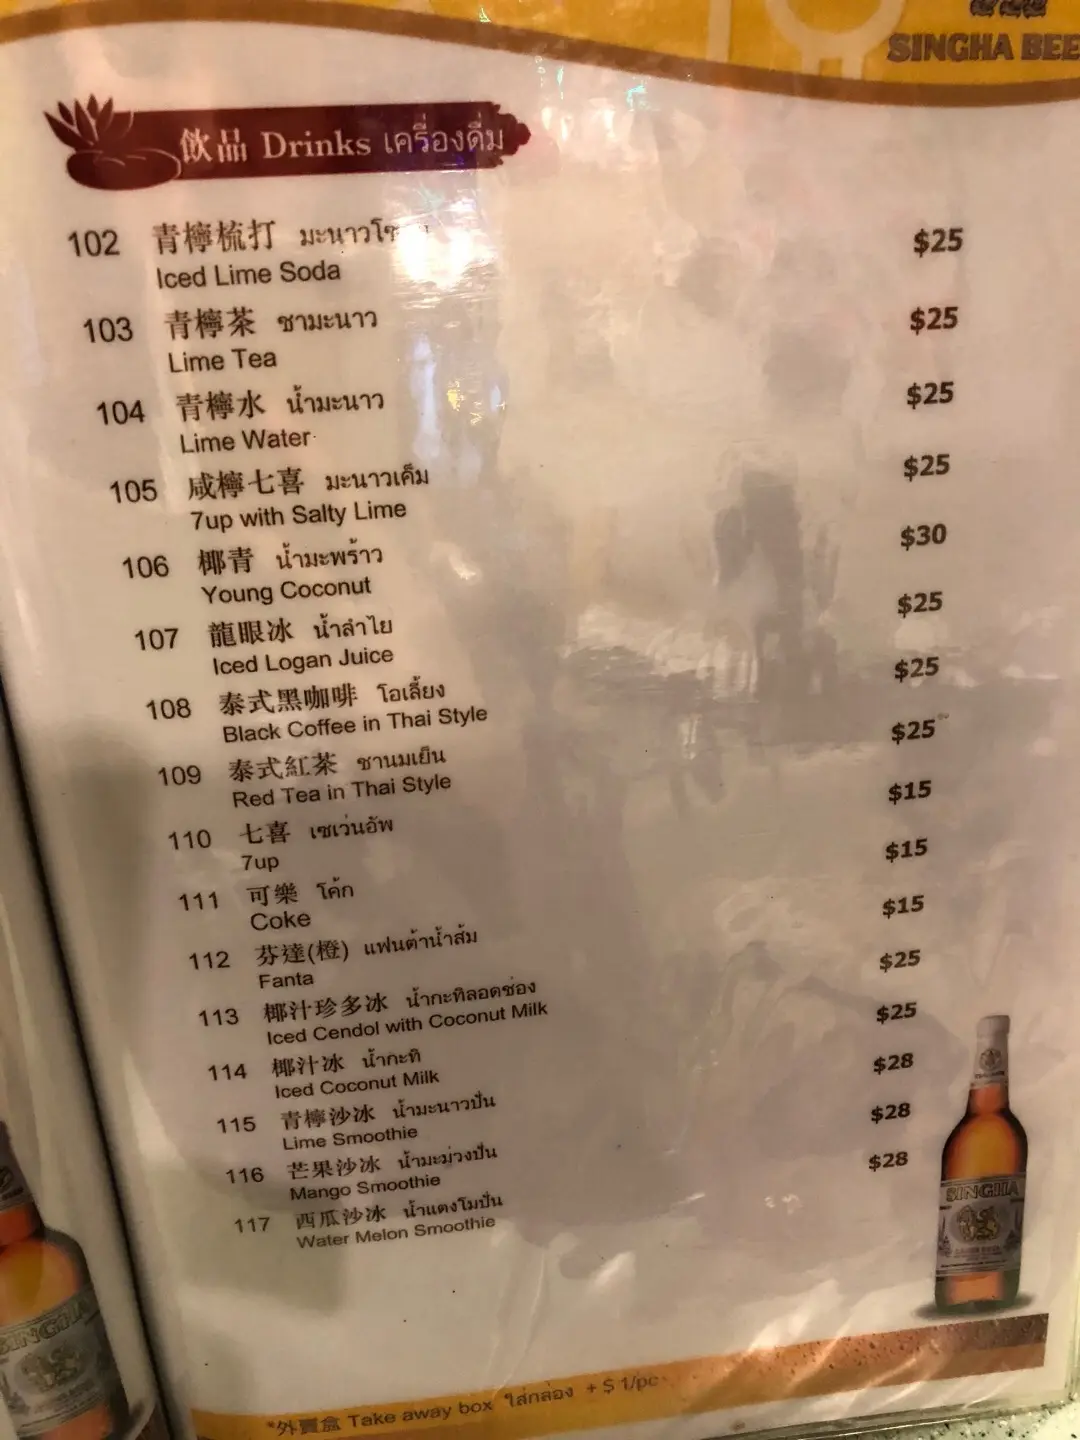 SINGHA BEE
飲品 Drinks เครื่องดื่ม
102 青檸梳打 $25
Iced Lime Soda
103 青檸茶 ชามะนาว $25
Lime Tea
104 青檸水 น้ำมะนาว $25
Lime Water
105 咸檸七喜 มะนาวเค็ม $25
7up with Salty Lime
106 椰青 น้ำมะพร้าว $30
Young Coconut
107 龍眼冰 น้ำลำไย $25
Iced Logan Juice
108 泰式黑咖啡 โอเลี้ยง $25
Black Coffee in Thai Style
109 泰式紅茶 ชานมเย็น $25
Red Tea in Thai Style
110 七喜 เซเว่นอัพ $15
7up
111 可樂 โค้ก $15
Coke
112 芬達(橙) แฟนต้าน้ำส้ม $15
Fanta
113 椰汁珍多冰 น้ำกะทิลอดช่อง $25
Iced Cendol with Coconut Milk
114 椰汁冰 น้ำกะทิ $25
Iced Coconut Milk
115 青檸沙冰 น้ำมะนาวปั่น $28
Lime Smoothie
116 芒果沙冰 น้ำมะม่วงปั่น $28
Mango Smoothie
117 西瓜沙冰 น้ำแตงโมปั่น $28
Water Melon Smoothie
SINGHA
SINGHA
*外賣盒 Take away box ใส่กล่อง + $ 1/pc